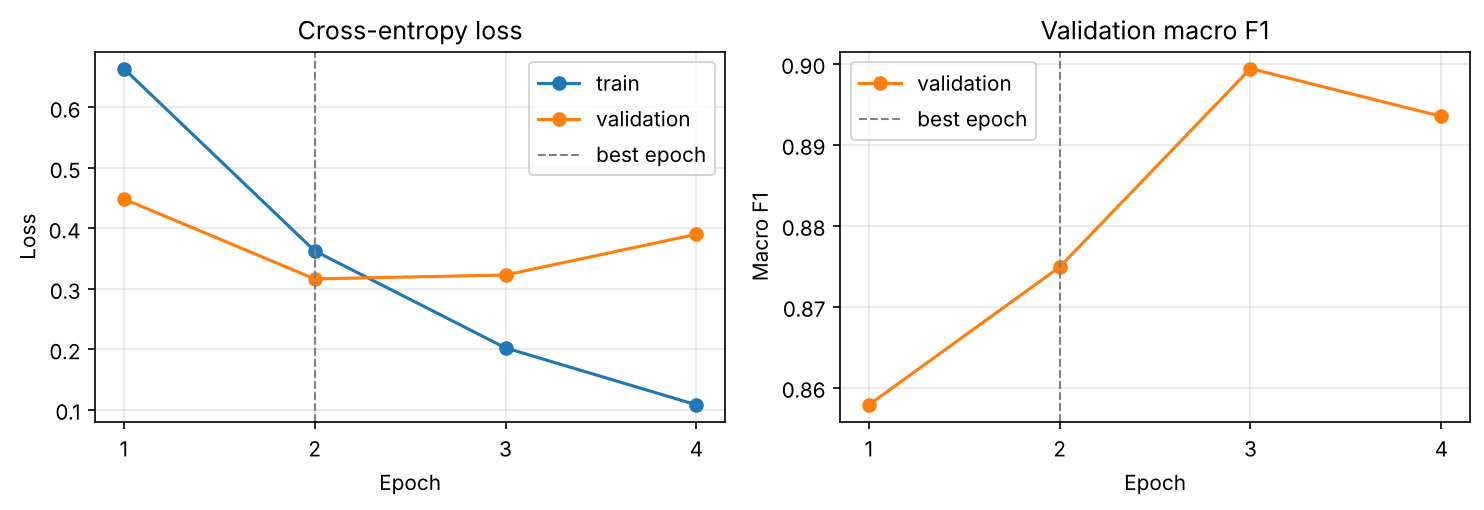 Cross-entropy loss
Loss
0.6
0.5
0.4
0.3
0.2
0.1
train
validation
best epoch
1 2 3 4
Epoch
Validation macro F1
Macro F1
0.90
0.89
0.88
0.87
0.86
validation
best epoch
1 2 3 4
Epoch